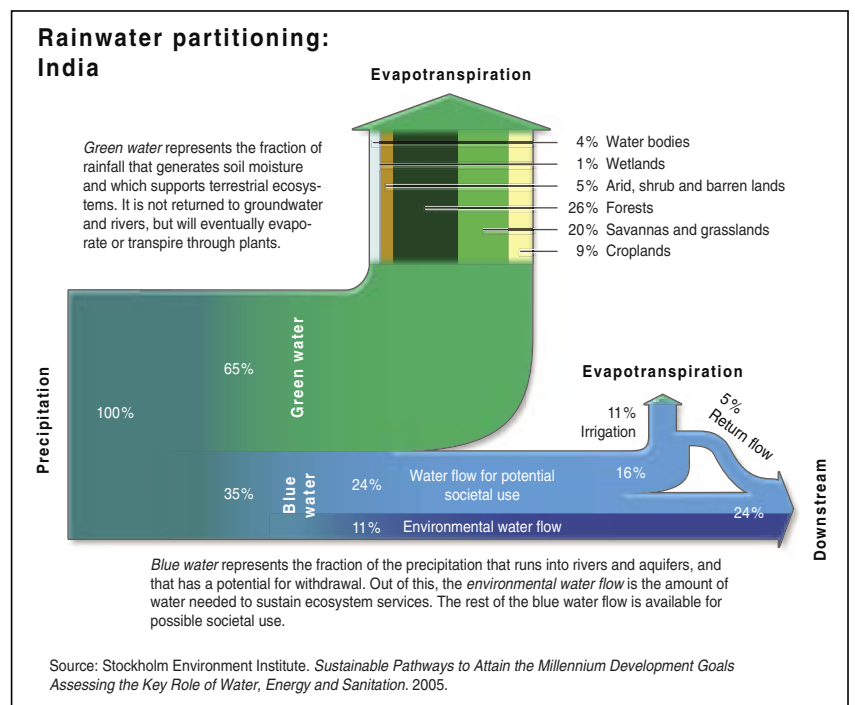 Rainwater partitioning:
India
Evapotranspiration
Green water represents the fraction of
rainfall that generates soil moisture
and which supports terrestrial ecosys-
tems. It is not returned to groundwater
and rivers, but will eventually evapo-
rate or transpire through plants.
4% Water bodies
1% Wetlands
5% Arid, shrub and barren lands
26% Forests
20% Savannas and grasslands
9% Croplands
Precipitation
100%
65%
Green water
Evapotranspiration
11%
Irrigation
5%
Return flow
35%
Blue
water
24%
Water flow for potential
societal use
16%
24%
11%
Environmental water flow
Downstream
Blue water represents the fraction of the precipitation that runs into rivers and aquifers, and
that has a potential for withdrawal. Out of this, the environmental water flow is the amount of
water needed to sustain ecosystem services. The rest of the blue water flow is available for
possible societal use.
Source: Stockholm Environment Institute. Sustainable Pathways to Attain the Millennium Development Goals
Assessing the Key Role of Water, Energy and Sanitation. 2005.